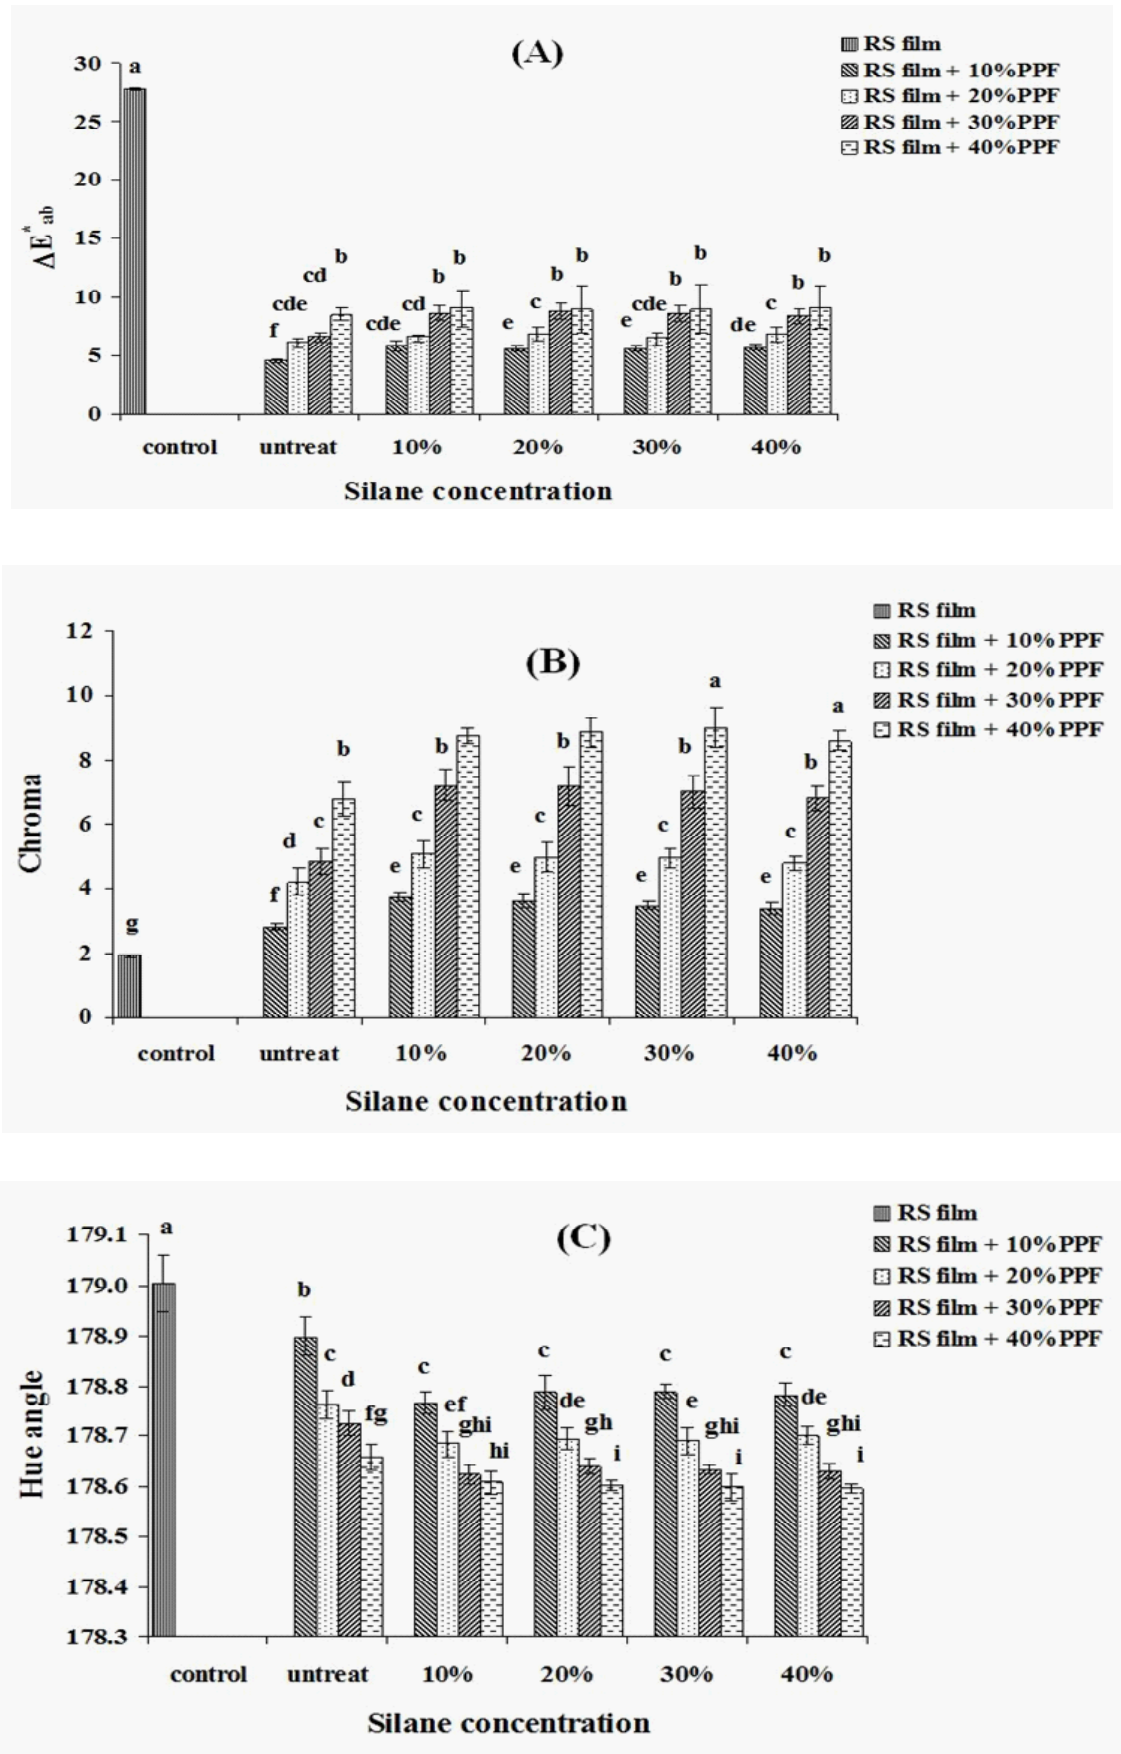 (A)
RS film
RS film + 10%PPF
RS film + 20%PPF
RS film + 30%PPF
RS film + 40%PPF
30
25
20
15
10
5
0
ΔE*ab
a
f cde cd b
cde cd b b
e c b b
e cde b b
de c b b
control untreat 10% 20% 30% 40%
Silane concentration
(B)
RS film
RS film + 10%PPF
RS film + 20%PPF
RS film + 30%PPF
RS film + 40%PPF
12
10
8
6
4
2
0
Chroma
g
f d c b
e c b
e c b
e c b a
e c b a
control untreat 10% 20% 30% 40%
Silane concentration
(C)
RS film
RS film + 10%PPF
RS film + 20%PPF
RS film + 30%PPF
RS film + 40%PPF
179.1
179.0
178.9
178.8
178.7
178.6
178.5
178.4
178.3
Hue angle
a
b c d fg
c ef ghi hi
c de gh i
c e ghi i
c de ghi i
control untreat 10% 20% 30% 40%
Silane concentration